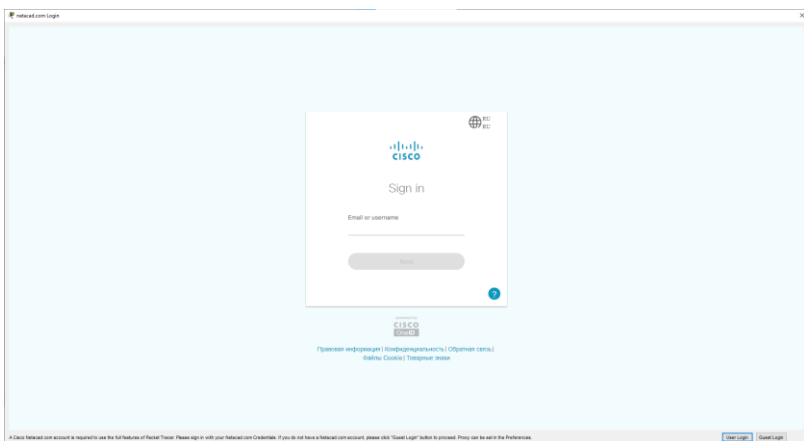 netacad.com Login
RU
RU
CISCO
Sign in
Email or username
Next
?
CISCO
OneID
Правовая информация | Конфиденциальность | Обратная связь |
Файлы Cookie | Товарные знаки
A Cisco Netacad.com account is required to use the full features of Packet Tracer. Please sign in with your Netacad.com Credentials. If you do not have a Netacad.com account, please click "Guest Login" button to proceed. Proxy can be set in the Preferences.
User Login
Guest Login